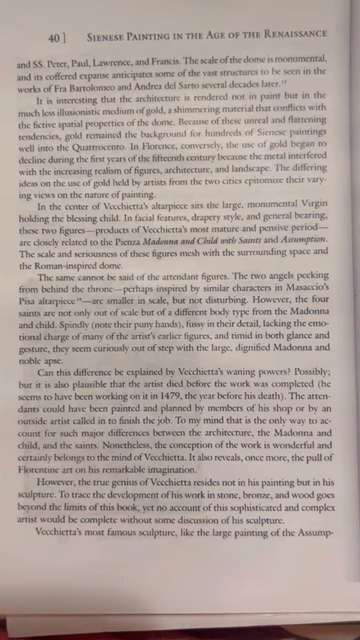 40 ] SIENESE PAINTING IN THE AGE OF THE RENAISSANCE
and SS. Peter, Paul, Lawrence, and Francis. The scale of the dome is monumental,
and its coffered expanse anticipates some of the vast structures to be seen in the
works of Fra Bartolomeo and Andrea del Sarto several decades later.
It is interesting that the architecture is rendered not in paint but in the
much less illusionistic medium of gold, a shimmering material that conflicts with
the fictive spatial properties of the dome. Because of these unreal and flattening
tendencies, gold remained the background for hundreds of Sienese paintings
well into the Quattrocento. In Florence, conversely, the use of gold began to
decline during the first years of the fifteenth century because the metal interfered
with the increasing realism of figures, architecture, and landscape. The differing
ideas on the use of gold held by artists from the two cities epitomize their vary-
ing views on the nature of painting.
In the center of Vecchietta's altarpiece sits the large, monumental Virgin
holding the blessing child. In facial features, drapery style, and general bearing,
these two figures—products of Vecchietta's most mature and pensive period—
are closely related to the Pienza Madonna and Child with Saints and Assumption.
The scale and seriousness of these figures mesh with the surrounding space and
the Roman-inspired dome.
The same cannot be said of the attendant figures. The two angels peeking
from behind the throne—perhaps inspired by similar characters in Masaccio's
Pisa altarpiece—are smaller in scale, but not disturbing. However, the four
saints are not only out of scale but of a different body type from the Madonna
and child. Spindly (note their puny hands), fussy in their detail, lacking the emo-
tional charge of many of the artist's earlier figures, and timid in both glance and
gesture, they seem curiously out of step with the large, dignified Madonna and
noble apse.
Can this difference be explained by Vecchietta's waning powers? Possibly;
but it is also plausible that the artist died before the work was completed (he
seems to have been working on it in 1479, the year before his death). The atten-
dants could have been painted and planned by members of his shop or by an
outside artist called in to finish the job. To my mind that is the only way to ac-
count for such major differences between the architecture, the Madonna and
child, and the saints. Nonetheless, the conception of the work is wonderful and
certainly belongs to the mind of Vecchietta. It also reveals, once more, the pull of
Florentine art on his remarkable imagination.
However, the true genius of Vecchietta resides not in his painting but in his
sculpture. To trace the development of his work in stone, bronze, and wood goes
beyond the limits of this book, yet no account of this sophisticated and complex
artist would be complete without some discussion of his sculpture.
Vecchietta's most famous sculpture, like the large painting of the Assump-